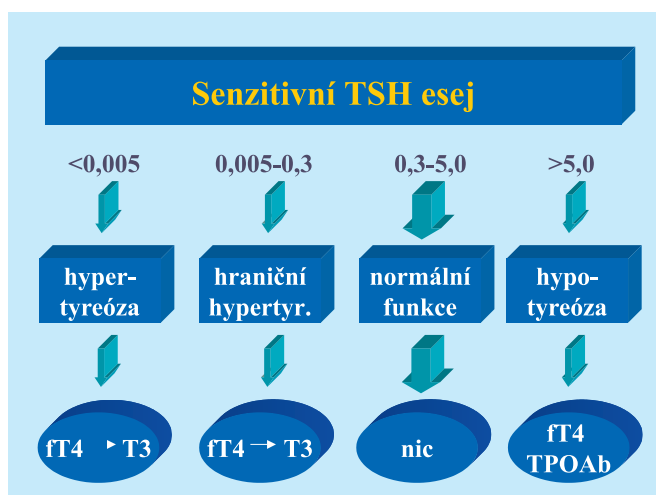 Senzitivní TSH esej
<0,005 0,005-0,3 0,3-5,0 >5,0
hyper-
tyreóza
hraniční
hypertyr.
normální
funkce
hypo-
tyreóza
fT4 T3
fT4 → T3
nic
fT4
TPOAb